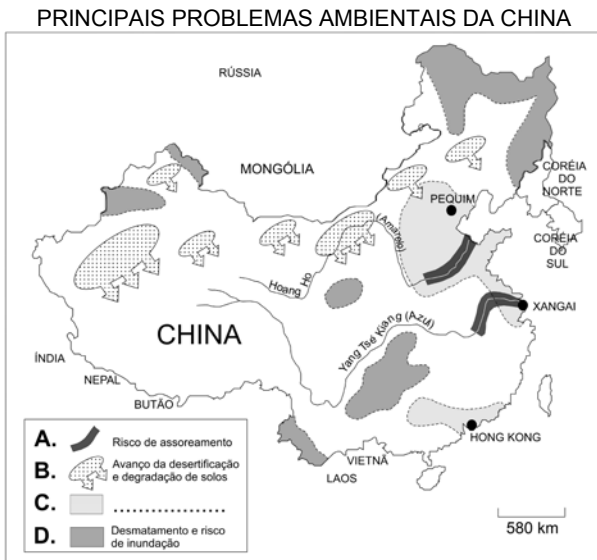 PRINCIPAIS PROBLEMAS AMBIENTAIS DA CHINA
RÚSSIA
MONGÓLIA
CORÉIA
DO
NORTE
PEQUIM
(Amarelo)
CORÉIA
DO
SUL
Hoang Ho
XANGAI
CHINA
Yang Tsé Kiang (Azul)
ÍNDIA
NEPAL
BUTÃO
HONG KONG
VIETNÃ
LAOS
A. Risco de assoreamento
B. Avanço da desertificação
e degradação de solos
C. ....................
D. Desmatamento e risco
de inundação
580 km